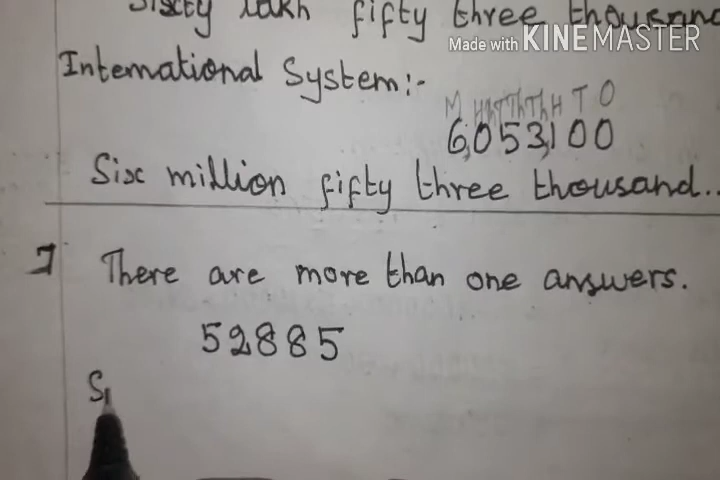 Sixty lakh fifty three thousand
Made with KINEMASTER
International System:-
M HTh TTh Th H T O
6,053,100
Six million fifty three thousand..
7 There are more than one answers.
52885
S